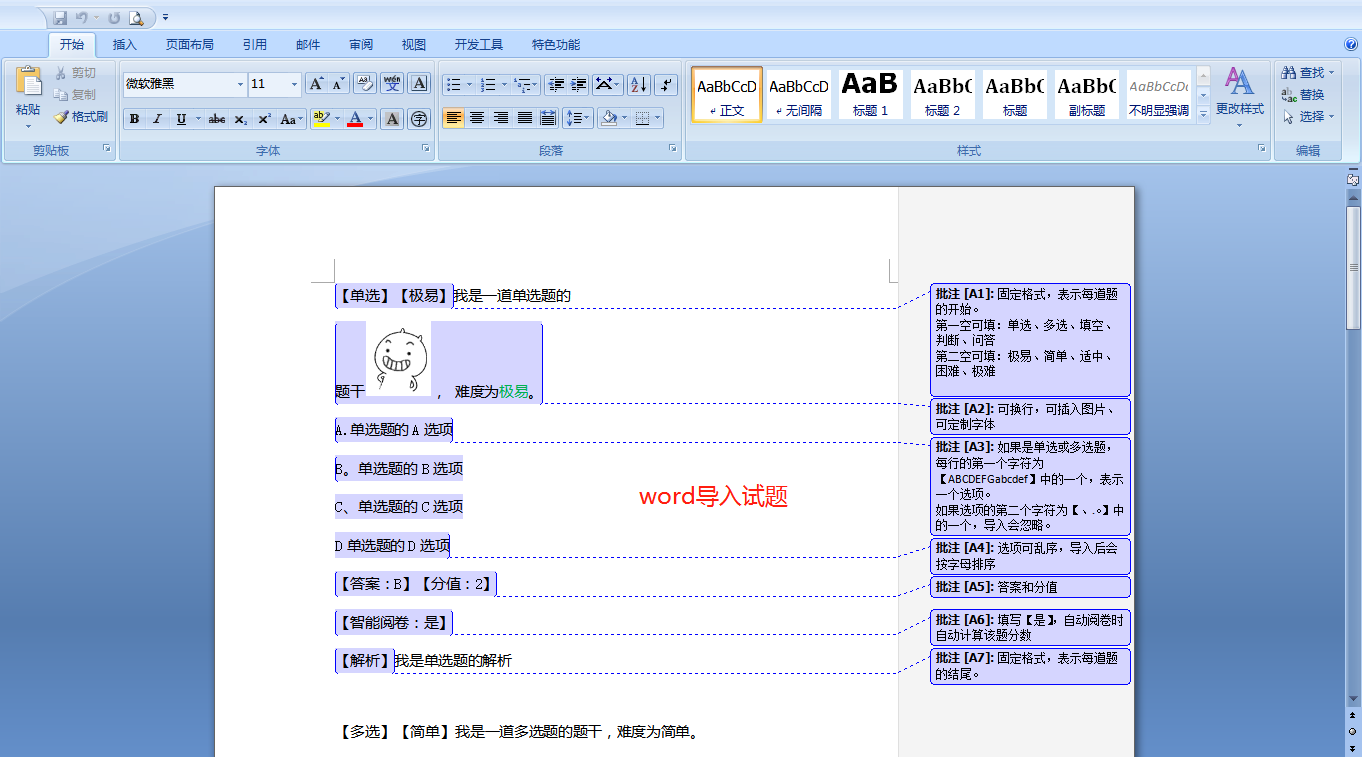 开始 插入 页面布局 引用 邮件 审阅 视图 开发工具 特色功能
粘贴
剪切
复制
格式刷
剪贴板
微软雅黑 11
字体
段落
AaBbCcD AaBbCcD AaB AaBbC AaBbC AaBbC AaBbCcDc
正文 无间隔 标题 1 标题 2 标题 副标题 不明显强调
更改样式
样式
查找
替换
选择
编辑
【单选】【极易】我是一道单选题的
题干 ， 难度为极易。
A.单选题的 A 选项
B。单选题的 B 选项
C、单选题的 C 选项
D 单选题的 D 选项
【答案：B】【分值：2】
【智能阅卷：是】
【解析】我是单选题的解析
【多选】【简单】我是一道多选题的题干，难度为简单。
word导入试题
批注 [A1]: 固定格式，表示每道题
的开始。
第一空可填：单选、多选、填空、
判断、问答
第二空可填：极易、简单、适中、
困难、极难
批注 [A2]: 可换行，可插入图片、
可定制字体
批注 [A3]: 如果是单选或多选题，
每行的第一个字符为
【ABCDEFGabcdef】中的一个，表示
一个选项。
如果选项的第二个字符为【 、.。】中
的一个，导入会忽略。
批注 [A4]: 选项可乱序，导入后会
按字母排序
批注 [A5]: 答案和分值
批注 [A6]: 填写【是】，自动阅卷时
自动计算该题分数
批注 [A7]: 固定格式，表示每道题
的结尾。